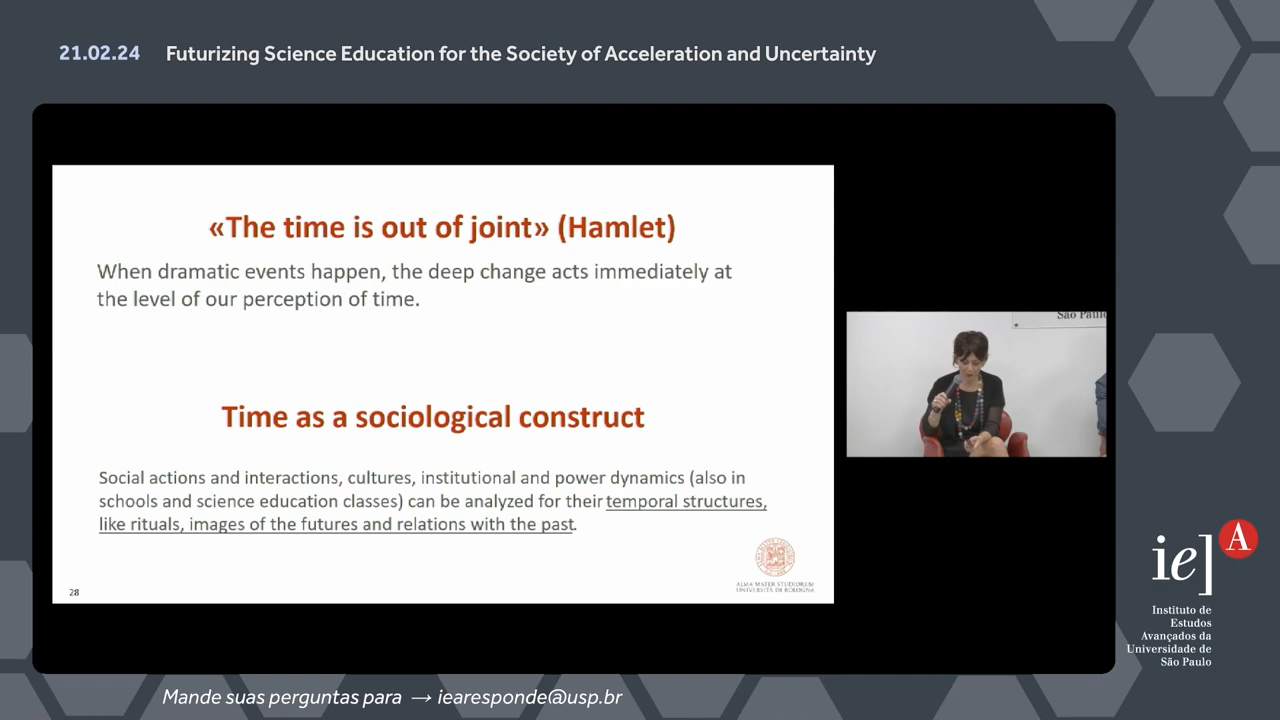 21.02.24 Futurizing Science Education for the Society of Acceleration and Uncertainty
«The time is out of joint» (Hamlet)
When dramatic events happen, the deep change acts immediately at
the level of our perception of time.
Time as a sociological construct
Social actions and interactions, cultures, institutional and power dynamics (also in
schools and science education classes) can be analyzed for their temporal structures,
like rituals, images of the futures and relations with the past.
ALMA MATER STUDIORUM
UNIVERSITÀ DI BOLOGNA
28
São Paulo
ie] A
Instituto de
Estudos
Avançados da
Universidade de
São Paulo
Mande suas perguntas para → iearesponde@usp.br